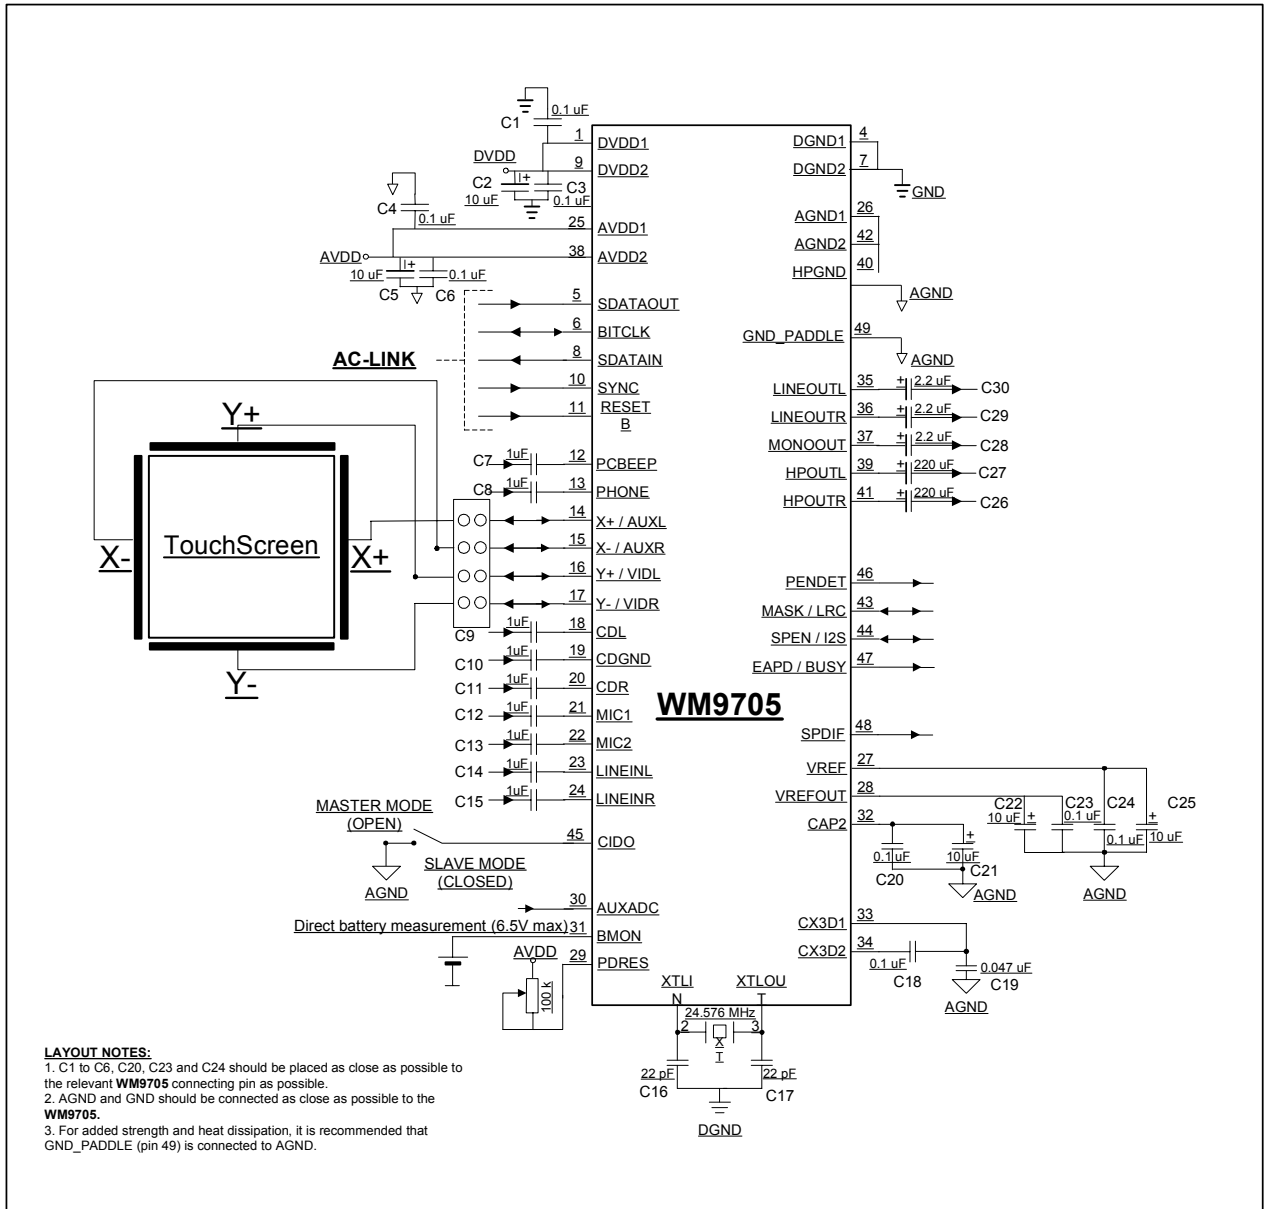 0.1 uF
C1
1
DVDD1
DVDD
9
DVDD2
C2
10 uF
C3
0.1 uF
C4
0.1 uF
25
AVDD1
AVDD
38
AVDD2
10 uF
C5
C6
0.1 uF
5
SDATAOUT
6
BITCLK
AC-LINK
8
SDATAIN
10
SYNC
11
RESET
B
C7
1uF
12
PCBEEP
C8
1uF
13
PHONE
14
X+ / AUXL
15
X- / AUXR
16
Y+ / VIDL
17
Y- / VIDR
Y+
X-
TouchScreen
X+
Y-
C9
1uF
18
CDL
C10
1uF
19
CDGND
C11
1uF
20
CDR
C12
1uF
21
MIC1
C13
1uF
22
MIC2
C14
1uF
23
LINEINL
C15
1uF
24
LINEINR
MASTER MODE
(OPEN)
45
CIDO
SLAVE MODE
(CLOSED)
AGND
30
AUXADC
Direct battery measurement (6.5V max)
31
BMON
AVDD
29
PDRES
100 k
WM9705
DGND1
4
DGND2
7
GND
AGND1
26
AGND2
42
HPGND
40
AGND
GND_PADDLE
49
AGND
LINEOUTL
35
+
2.2 uF
C30
LINEOUTR
36
+
2.2 uF
C29
MONOOUT
37
+
2.2 uF
C28
HPOUTL
39
+
220 uF
C27
HPOUTR
41
+
220 uF
C26
PENDET
46
MASK / LRC
43
SPEN / I2S
44
EAPD / BUSY
47
SPDIF
48
VREF
27
VREFOUT
28
C22
10 uF
+
C23
0.1 uF
C24
0.1 uF
C25
+
10 uF
AGND
CAP2
32
0.1 uF
C20
+
10 uF
C21
AGND
CX3D1
33
CX3D2
34
0.1 uF
C18
0.047 uF
C19
AGND
XTLI
N
XTLOU
T
24.576 MHz
2
3
X
T
22 pF
C16
22 pF
C17
DGND
LAYOUT NOTES:
1. C1 to C6, C20, C23 and C24 should be placed as close as possible to
the relevant WM9705 connecting pin as possible.
2. AGND and GND should be connected as close as possible to the
WM9705.
3. For added strength and heat dissipation, it is recommended that
GND_PADDLE (pin 49) is connected to AGND.